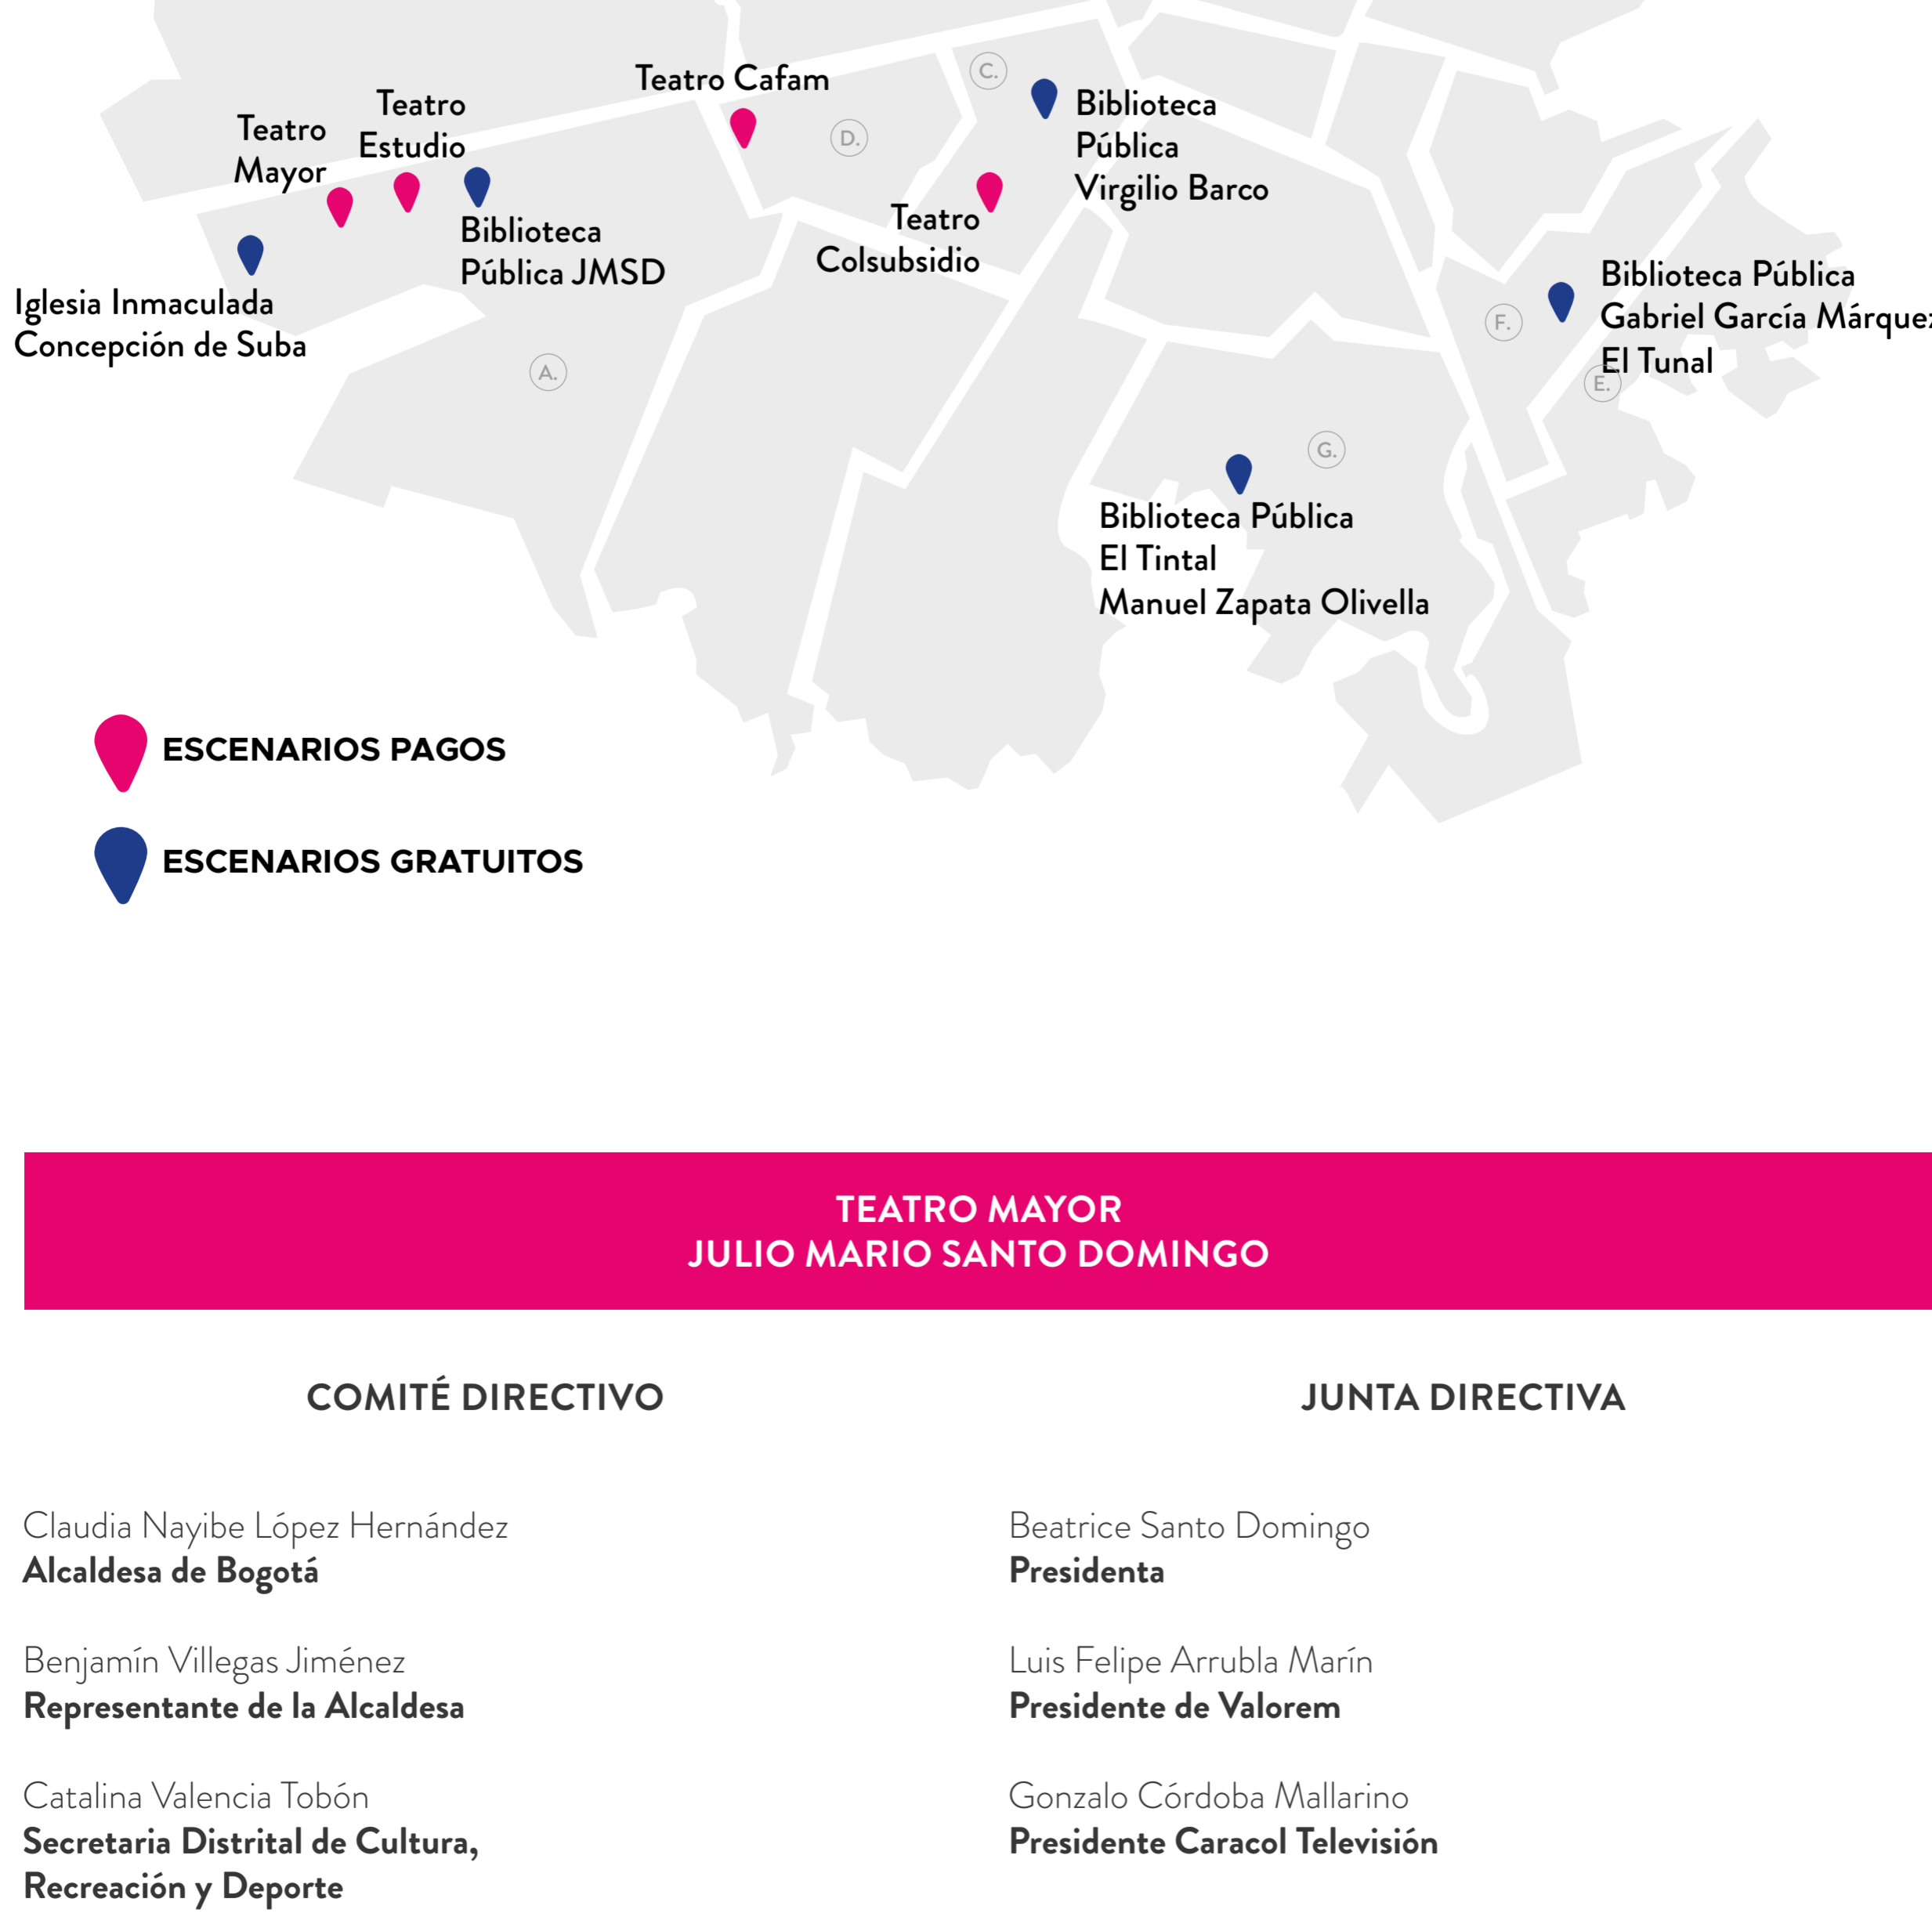 Teatro Cafam
C.
D.
Teatro
Estudio
Teatro
Mayor
Biblioteca
Pública
Virgilio Barco
Biblioteca
Pública JMSD
Teatro
Colsubsidio
Iglesia Inmaculada
Concepción de Suba
Biblioteca Pública
Gabriel García Márquez
El Tunal
F.
E.
A.
G.
Biblioteca Pública
El Tintal
Manuel Zapata Olivella
ESCENARIOS PAGOS
ESCENARIOS GRATUITOS
TEATRO MAYOR
JULIO MARIO SANTO DOMINGO
COMITÉ DIRECTIVO
Claudia Nayibe López Hernández
Alcaldesa de Bogotá
Benjamín Villegas Jiménez
Representante de la Alcaldesa
Catalina Valencia Tobón
Secretaria Distrital de Cultura,
Recreación y Deporte
JUNTA DIRECTIVA
Beatrice Santo Domingo
Presidenta
Luis Felipe Arrubla Marín
Presidente de Valorem
Gonzalo Córdoba Mallarino
Presidente Caracol Televisión